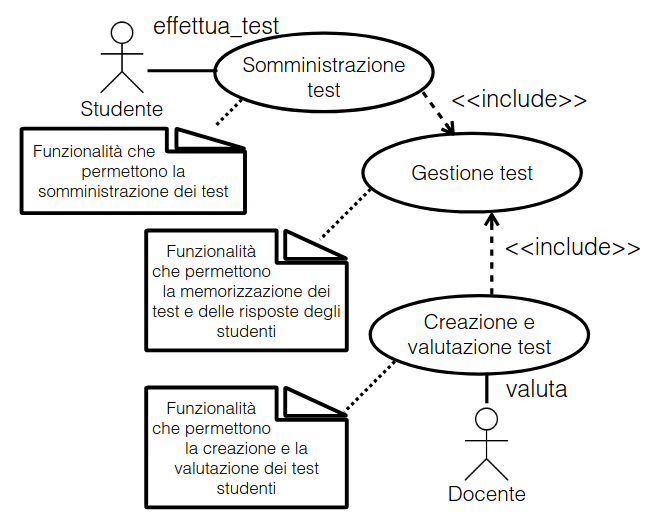 effettua_test
Somministrazione
test
Studente
<<include>>
Funzionalità che
permettono la
somministrazione dei test
Gestione test
Funzionalità
che permettono
la memorizzazione dei
test e delle risposte degli
studenti
<<include>>
Creazione e
valutazione test
valuta
Funzionalità
che permettono
la creazione e la
valutazione dei test
studenti
Docente